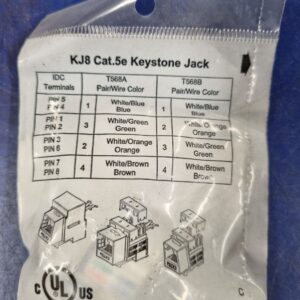 KJ8 Cat.5e Keystone Jack
IDC Terminals T568A Pair/Wire Color T568B Pair/Wire Color
PIN 5 1 White/Blue 1 White/Blue
PIN 4 Blue Blue
PIN 1 3 White/Green 2 White/Orange
PIN 2 Green Orange
PIN 3 2 White/Orange 3 White/Green
PIN 6 Orange Green
PIN 7 4 White/Brown 4 White/Brown
PIN 8 Brown Brown
C UL US
C